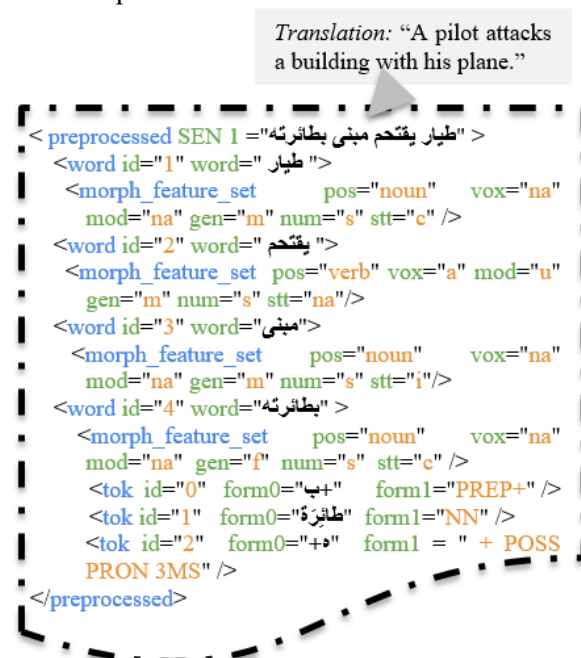 Translation: “A pilot attacks
a building with his plane.”
< preprocessed SEN 1 ="طيار يقتحم مبنى بطائرته" >
<word id="1" word=" طيار ">
<morph_feature_set pos="noun" vox="na"
mod="na" gen="m" num="s" stt="c" />
<word id="2" word=" يقتحم ">
<morph_feature_set pos="verb" vox="a" mod="u"
gen="m" num="s" stt="na"/>
<word id="3" word="مبنى">
<morph_feature_set pos="noun" vox="na"
mod="na" gen="m" num="s" stt="i"/>
<word id="4" word="بطائرته" >
<morph_feature_set pos="noun" vox="na"
mod="na" gen="f" num="s" stt="c" />
<tok id="0" form0="ب+" form1="PREP+" />
<tok id="1" form0="طائِرَة" form1="NN" />
<tok id="2" form0="+ه" form1 = " + POSS
PRON 3MS" />
</preprocessed>